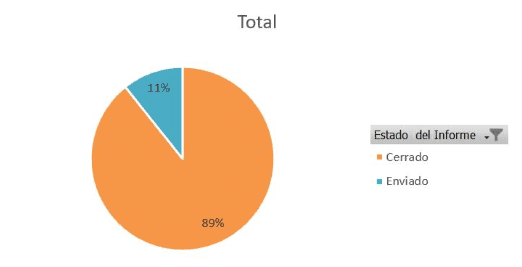 Total
11%
Estado del Informe
Cerrado
Enviado
89%